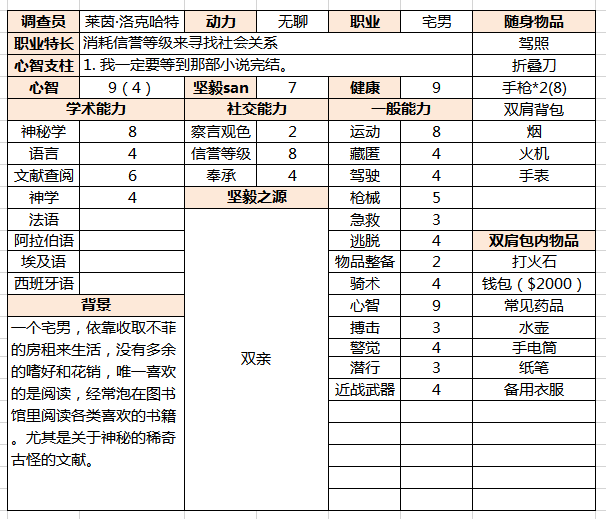 调查员 莱茵·洛克哈特 动力 无聊 职业 宅男 随身物品
职业特长 消耗信誉等级来寻找社会关系 驾照
心智支柱 1. 我一定要等到那部小说完结。 折叠刀
心智 9（4） 坚毅san 7 健康 9 手枪*2(8)
学术能力 社交能力 一般能力 双肩背包
神秘学 8 察言观色 2 运动 8 烟
语言 4 信誉等级 8 藏匿 4 火机
文献查阅 6 奉承 4 驾驶 4 手表
神学 4 坚毅之源 枪械 5
法语 急救 3
阿拉伯语 逃脱 4 双肩包内物品
埃及语 物品整备 2 打火石
西班牙语 骑术 4 钱包（$2000）
背景 心智 9 常见药品
一个宅男，依靠收取不菲 搏击 3 水壶
的房租来生活，没有多余 警觉 4 手电筒
的嗜好和花销，唯一喜欢 双亲 潜行 3 纸笔
的是阅读，经常泡在图书 近战武器 4 备用衣服
馆里阅读各类喜欢的书籍
。尤其是关于神秘的稀奇
古怪的文献。